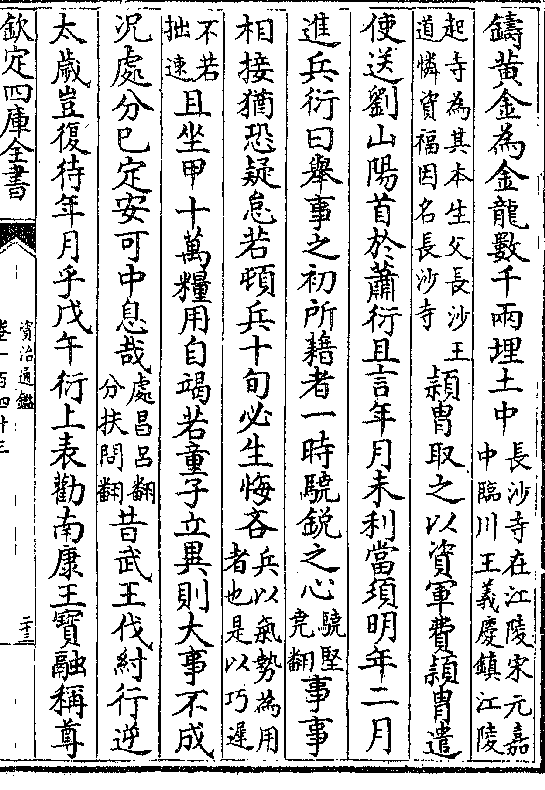 鑄黃金為金龍數千兩埋土中長沙寺在江陵宋元嘉中臨川王義慶鎮江陵
起寺為其本生父長沙王道憐資福因名長沙寺頴冑取之以資軍費頴冑遣
使送劉山陽首於蕭衍且言年月未利當須明年二月
進兵衍曰舉事之初所藉者一時驍銳之心驍堅堯翻事事
相接猶恐疑怠若頓兵十旬必生悔吝兵以氣勢為用者也是以巧遲
不若拙速且坐甲十萬糧用自竭若童子立異則大事不成
況處分已定安可中息哉處昌呂翻分扶問翻昔武王伐紂行逆
太歲豈復待年月乎戊午衍上表勸南康王寶融稱尊
欽定四庫全書
資治通鑑
卷一百四十三
二十三